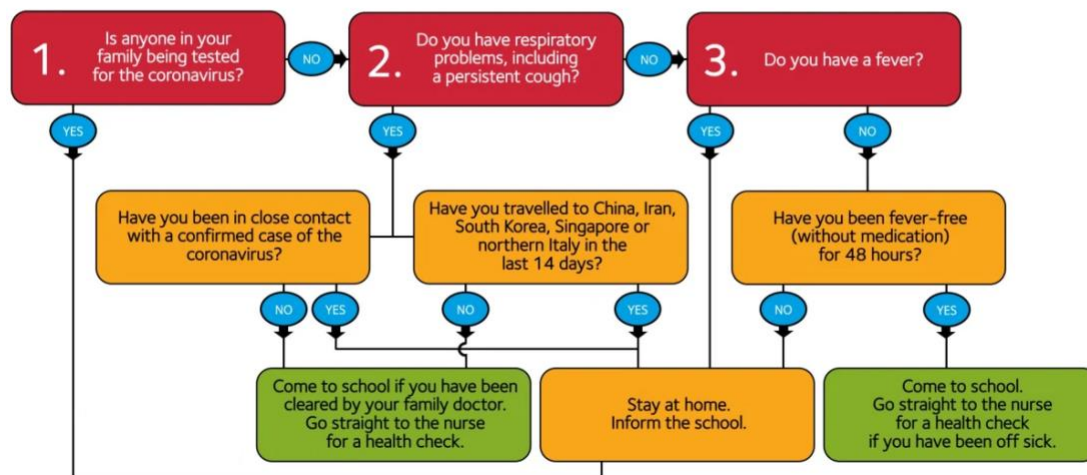 1.
Is anyone in your
family being tested
for the coronavirus?
NO
2.
Do you have respiratory
problems, including
a persistent cough?
NO
3.
Do you have a fever?
YES
YES
YES
NO
Have you been in close contact
with a confirmed case of the
coronavirus?
Have you travelled to China, Iran,
South Korea, Singapore or
northern Italy in the
last 14 days?
Have you been fever-free
(without medication)
for 48 hours?
NO
YES
NO
YES
NO
YES
Come to school if you have been
cleared by your family doctor.
Go straight to the nurse
for a health check.
Stay at home.
Inform the school.
Come to school.
Go straight to the nurse
for a health check
if you have been off sick.